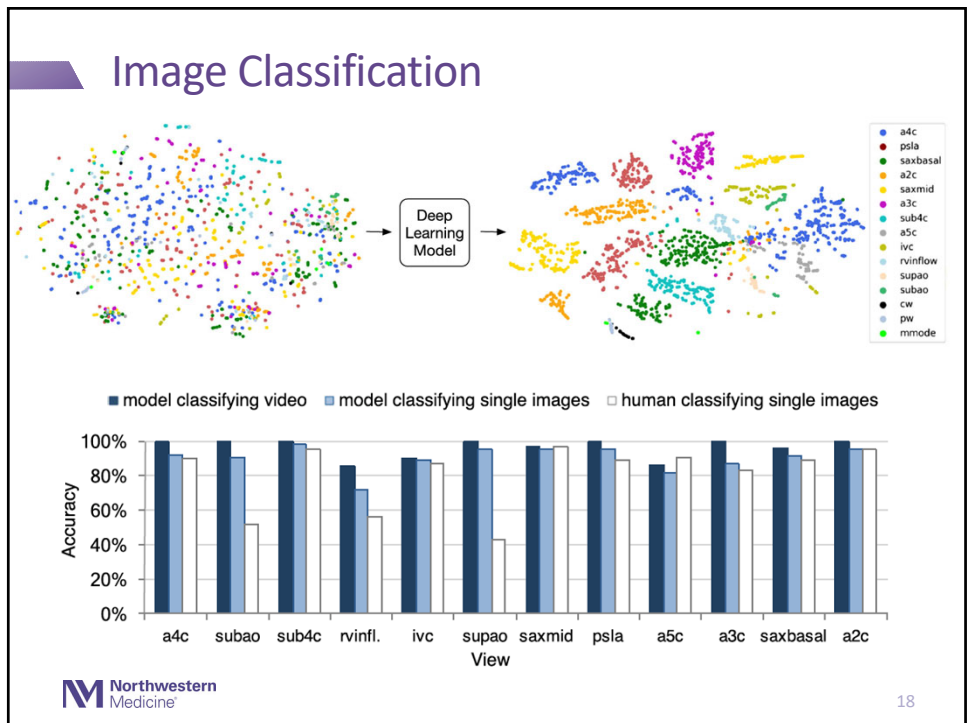 Image Classification
Deep
Learning
Model
a4c
psla
saxbasal
a2c
saxmid
a3c
sub4c
a5c
ivc
rvinflow
supao
subao
cw
pw
mmode
model classifying video model classifying single images human classifying single images
100%
80%
60%
40%
20%
0%
Accuracy
a4c subao sub4c rvinfl. ivc supao saxmid psla a5c a3c saxbasal a2c
View
NM Northwestern
Medicine®
18